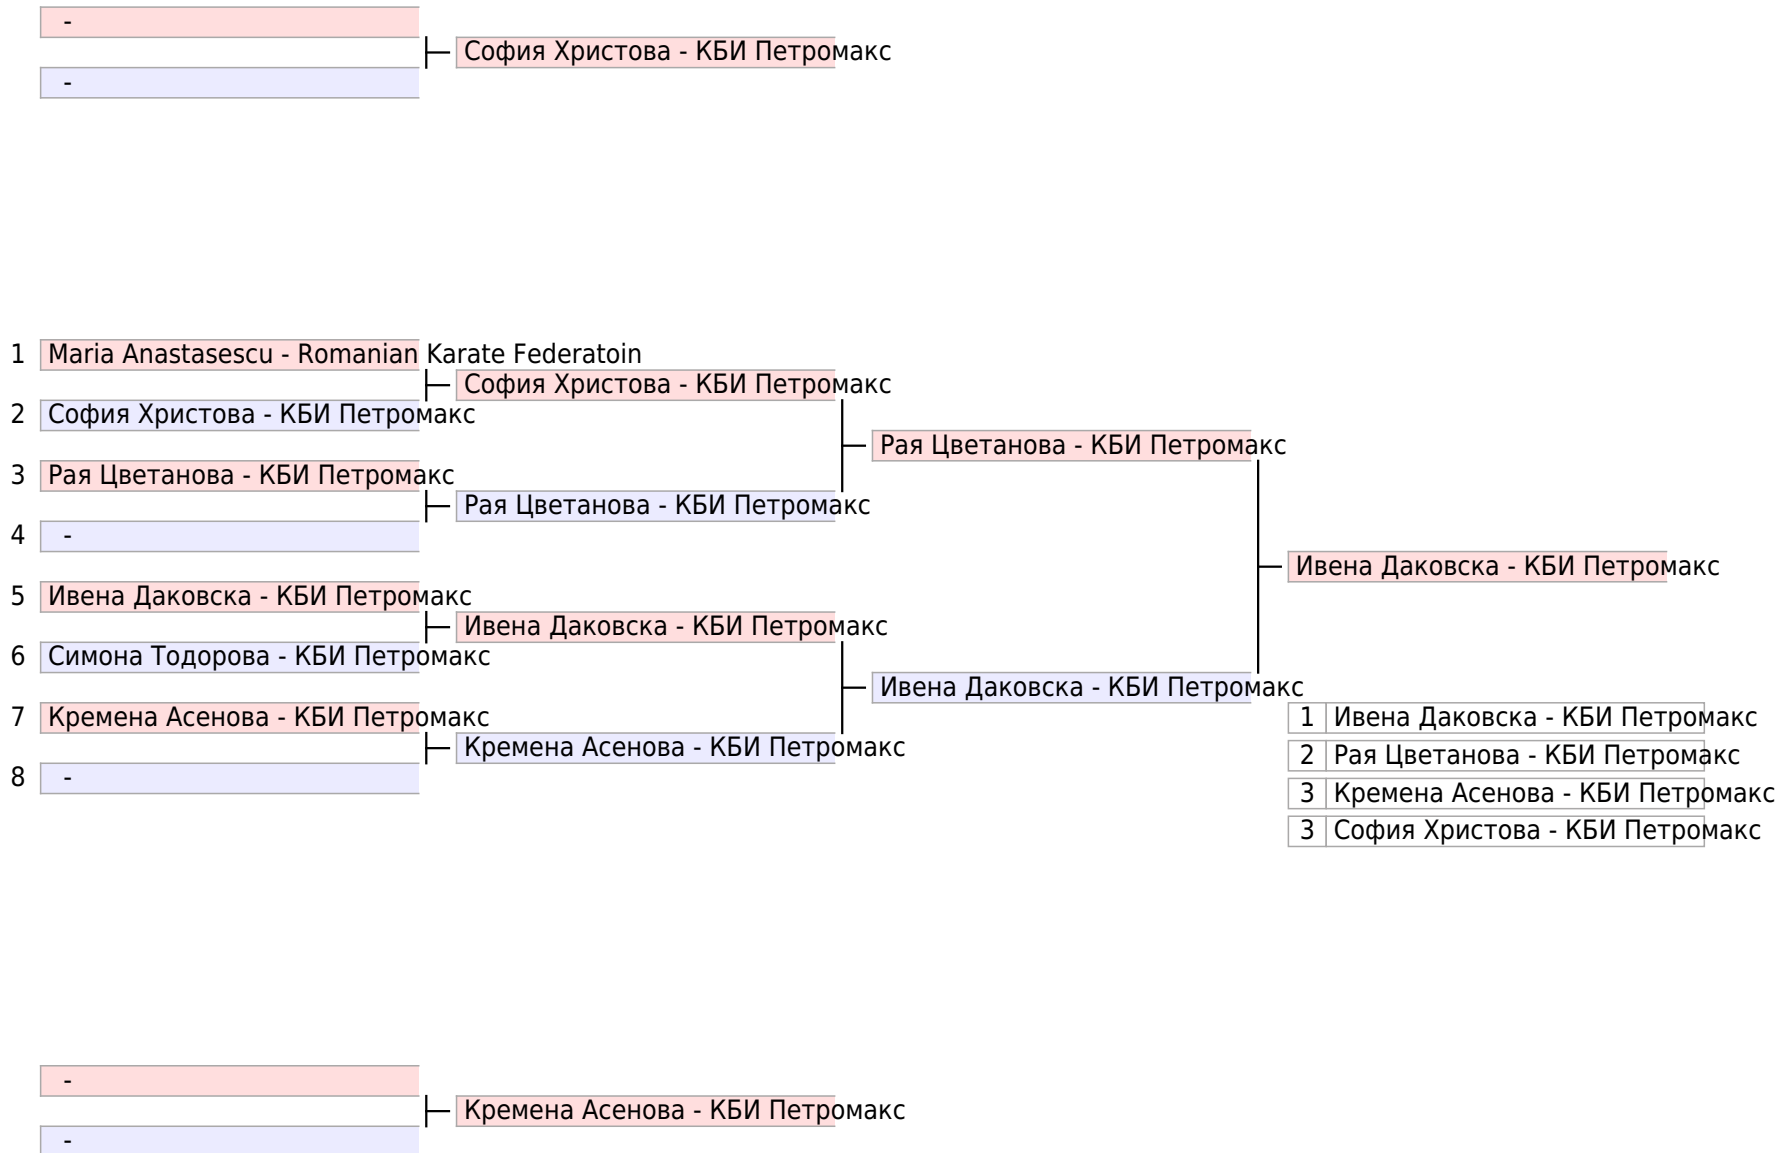 -
София Христова - КБИ Петромакс
-
1 Maria Anastasescu - Romanian Karate Federatoin
София Христова - КБИ Петромакс
2 София Христова - КБИ Петромакс
Рая Цветанова - КБИ Петромакс
3 Рая Цветанова - КБИ Петромакс
Рая Цветанова - КБИ Петромакс
4 -
Ивена Даковска - КБИ Петромакс
5 Ивена Даковска - КБИ Петромакс
Ивена Даковска - КБИ Петромакс
6 Симона Тодорова - КБИ Петромакс
Ивена Даковска - КБИ Петромакс
7 Кремена Асенова - КБИ Петромакс
1 Ивена Даковска - КБИ Петромакс
Кремена Асенова - КБИ Петромакс
2 Рая Цветанова - КБИ Петромакс
8 -
3 Кремена Асенова - КБИ Петромакс
3 София Христова - КБИ Петромакс
-
Кремена Асенова - КБИ Петромакс
-